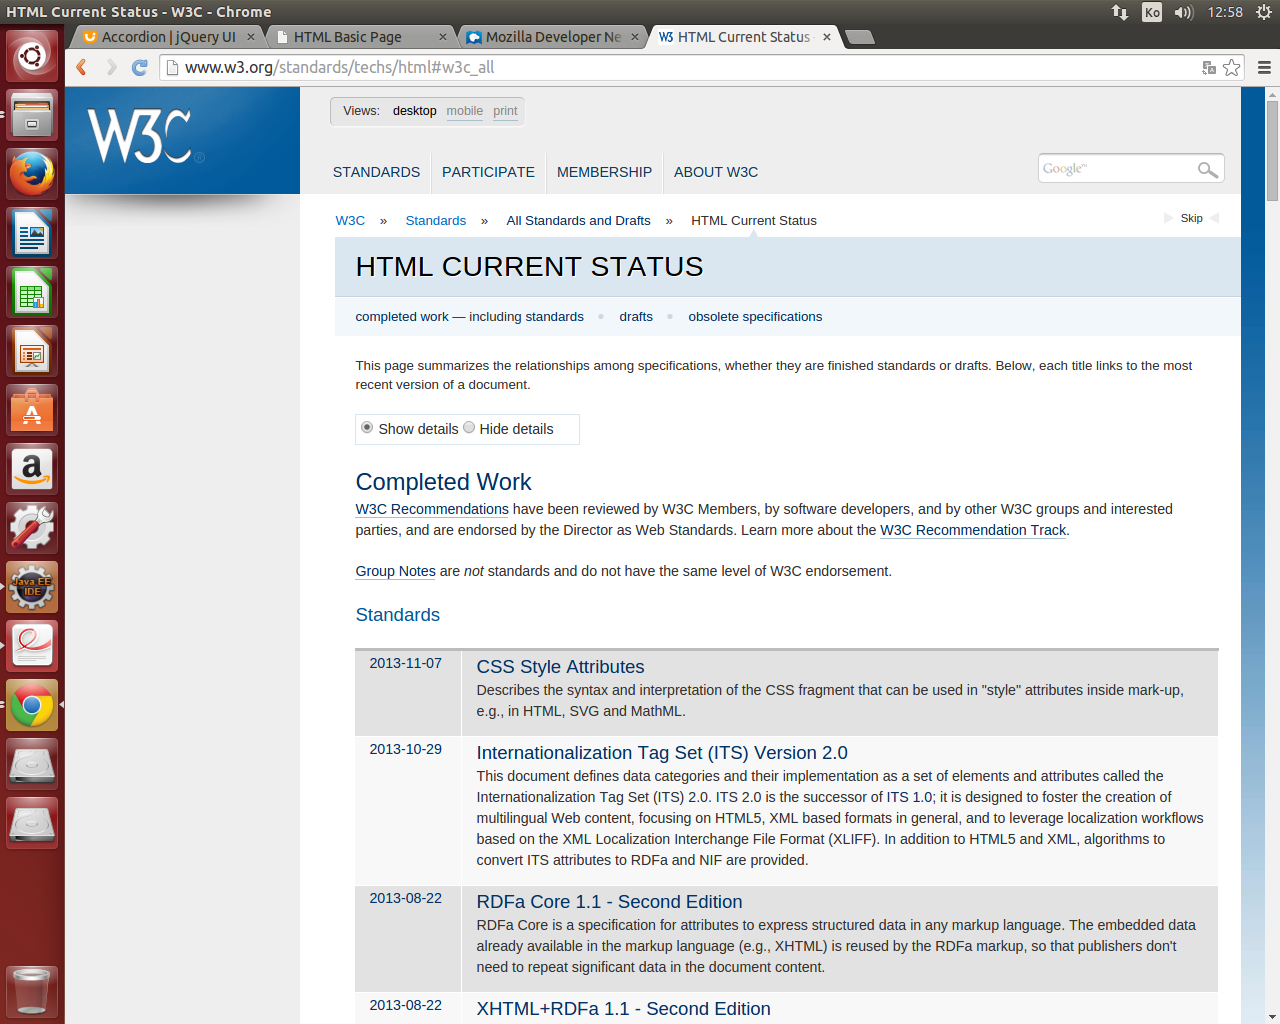 HTML Current Status - W3C - Chrome
Ko
12:58
Accordion | jQuery UI
HTML Basic Page
Mozilla Developer Ne
HTML Current Status
www.w3.org/standards/techs/html#w3c_all
W3C®
Views: desktop mobile print
STANDARDS PARTICIPATE MEMBERSHIP ABOUT W3C
Google™
W3C » Standards » All Standards and Drafts » HTML Current Status
Skip
HTML CURRENT STATUS
completed work — including standards • drafts • obsolete specifications
This page summarizes the relationships among specifications, whether they are finished standards or drafts. Below, each title links to the most
recent version of a document.
Show details Hide details
Completed Work
W3C Recommendations have been reviewed by W3C Members, by software developers, and by other W3C groups and interested
parties, and are endorsed by the Director as Web Standards. Learn more about the W3C Recommendation Track.
Group Notes are not standards and do not have the same level of W3C endorsement.
Standards
2013-11-07 CSS Style Attributes
Describes the syntax and interpretation of the CSS fragment that can be used in "style" attributes inside mark-up,
e.g., in HTML, SVG and MathML.
2013-10-29 Internationalization Tag Set (ITS) Version 2.0
This document defines data categories and their implementation as a set of elements and attributes called the
Internationalization Tag Set (ITS) 2.0. ITS 2.0 is the successor of ITS 1.0; it is designed to foster the creation of
multilingual Web content, focusing on HTML5, XML based formats in general, and to leverage localization workflows
based on the XML Localization Interchange File Format (XLIFF). In addition to HTML5 and XML, algorithms to
convert ITS attributes to RDFa and NIF are provided.
2013-08-22 RDFa Core 1.1 - Second Edition
RDFa Core is a specification for attributes to express structured data in any markup language. The embedded data
already available in the markup language (e.g., XHTML) is reused by the RDFa markup, so that publishers don't
need to repeat significant data in the document content.
2013-08-22 XHTML+RDFa 1.1 - Second Edition
Java EE
IDE
a